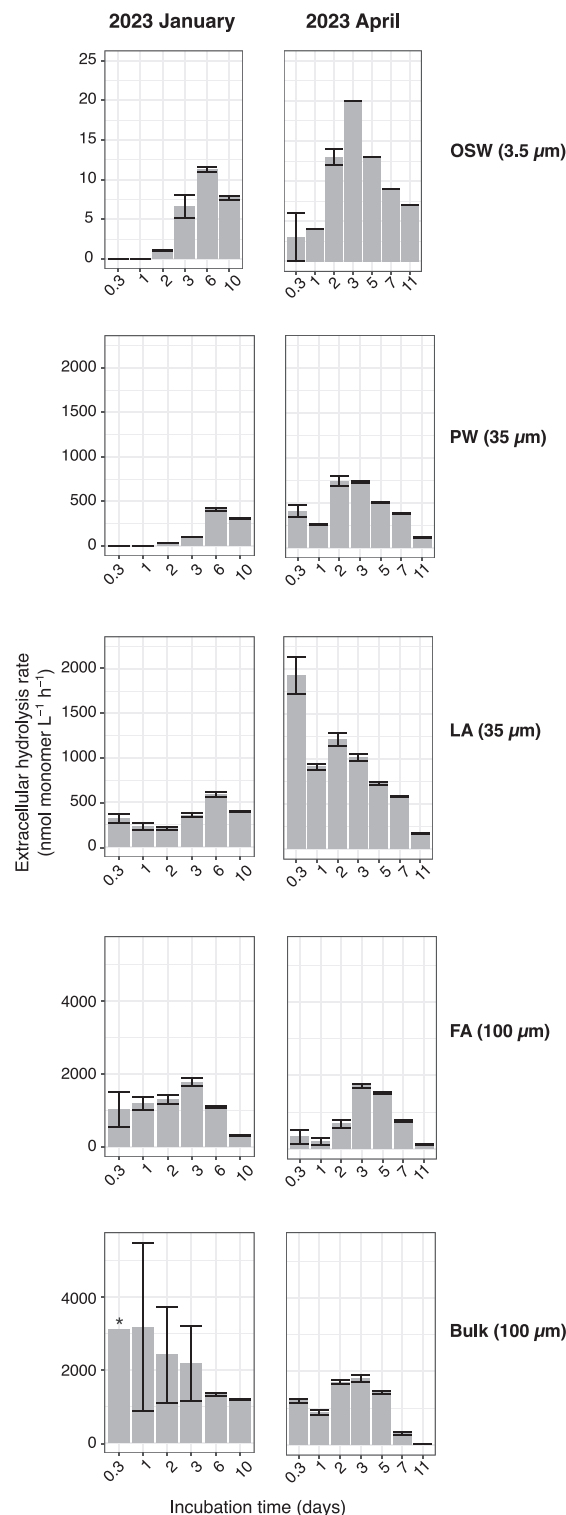 2023 January 2023 April
25
20
15
10
5
0
0.3 1 2 3 6 10
0.3 1 2 3 5 7 11
OSW (3.5 µm)
2000
1500
1000
500
0
0.3 1 2 3 6 10
0.3 1 2 3 5 7 11
PW (35 µm)
Extracellular hydrolysis rate
(nmol monomer L⁻¹ h⁻¹)
2000
1500
1000
500
0
0.3 1 2 3 6 10
0.3 1 2 3 5 7 11
LA (35 µm)
4000
2000
0
0.3 1 2 3 6 10
0.3 1 2 3 5 7 11
FA (100 µm)
4000
2000
0
*
0.3 1 2 3 6 10
0.3 1 2 3 5 7 11
Bulk (100 µm)
Incubation time (days)